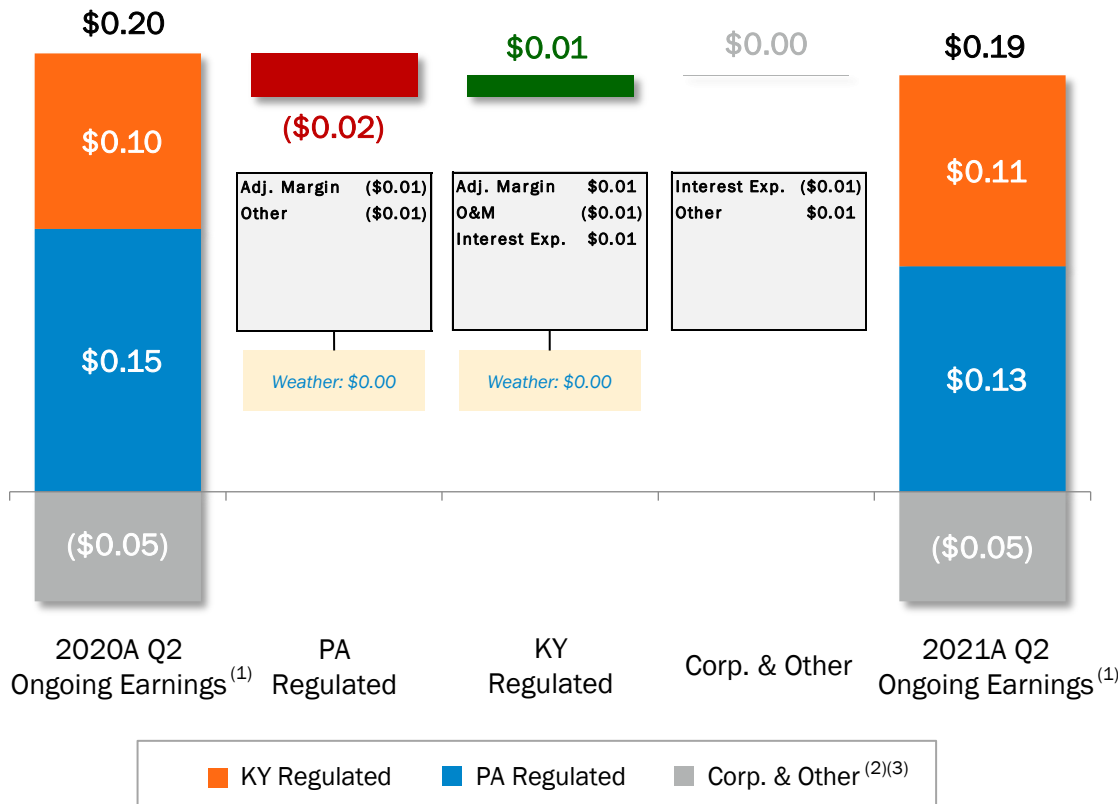 $0.20
$0.10
$0.15
($0.05)
2020A Q2
Ongoing Earnings (1)
($0.02)
Adj. Margin ($0.01)
Other ($0.01)
Weather: $0.00
PA
Regulated
$0.01
Adj. Margin $0.01
O&M ($0.01)
Interest Exp. $0.01
Weather: $0.00
KY
Regulated
$0.00
Interest Exp. ($0.01)
Other $0.01
Corp. & Other
$0.19
$0.11
$0.13
($0.05)
2021A Q2
Ongoing Earnings (1)
KY Regulated
PA Regulated
Corp. & Other (2)(3)